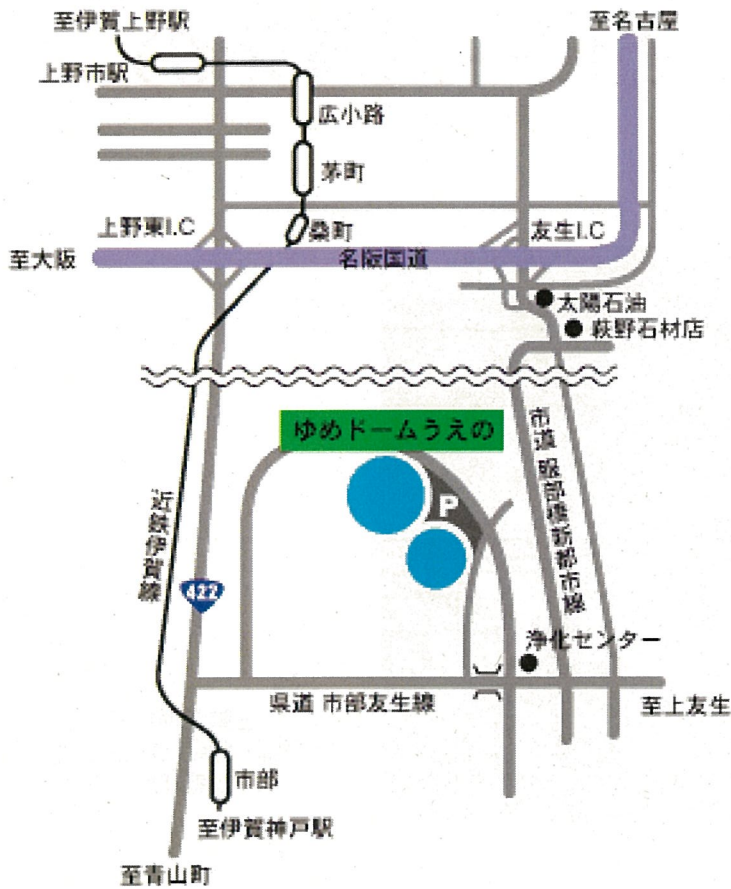 至伊賀上野駅
至名古屋
上野市駅
広小路
茅町
上野東I.C
桑町
友生I.C
至大阪
名阪国道
太陽石油
萩野石材店
ゆめドームうえの
市道 服部橋新都市線
P
近鉄伊賀線
422
浄化センター
県道 市部友生線
至上友生
市部
至伊賀神戸駅
至青山町